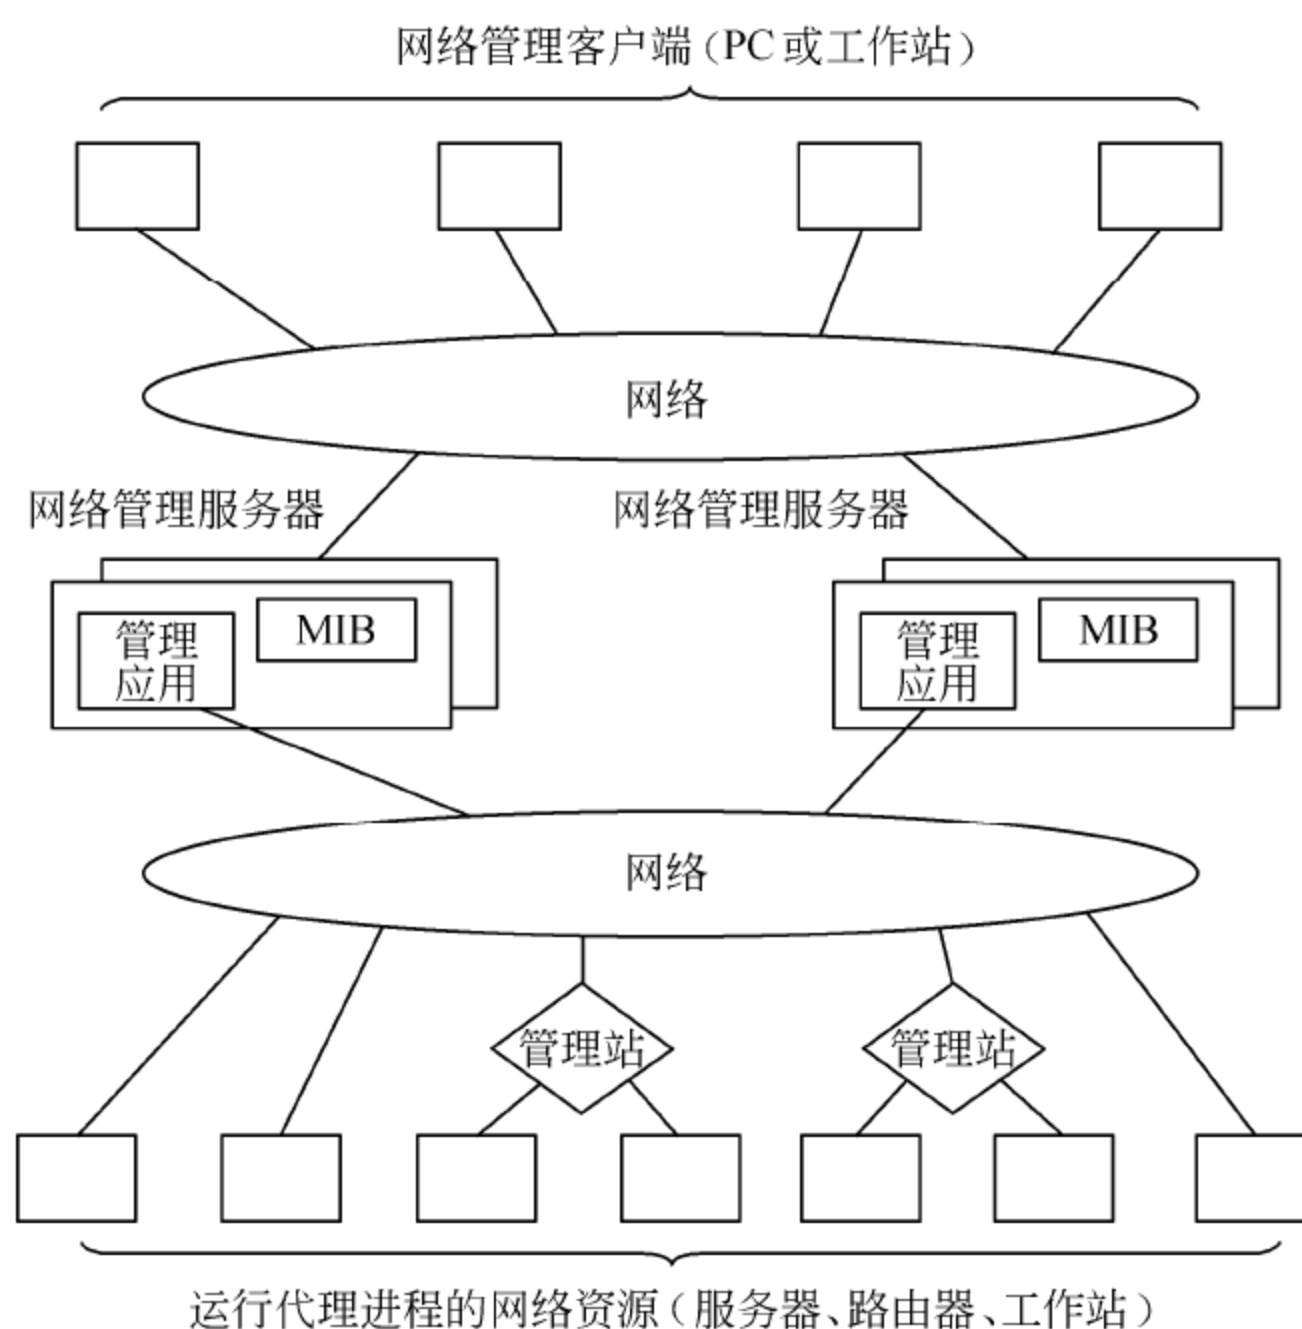 网络管理客户端（PC或工作站）
网络
网络管理服务器
网络管理服务器
管理
应用
MIB
管理
应用
MIB
网络
管理站
管理站
运行代理进程的网络资源（服务器、路由器、工作站）